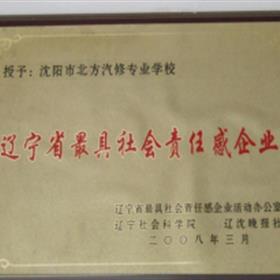 授予：沈阳市北方汽修专业学校
辽宁省最具社会责任感企业
辽宁省最具社会责任感企业活动办公室
辽宁社会科学院 辽沈晚报社
二〇〇八年三月